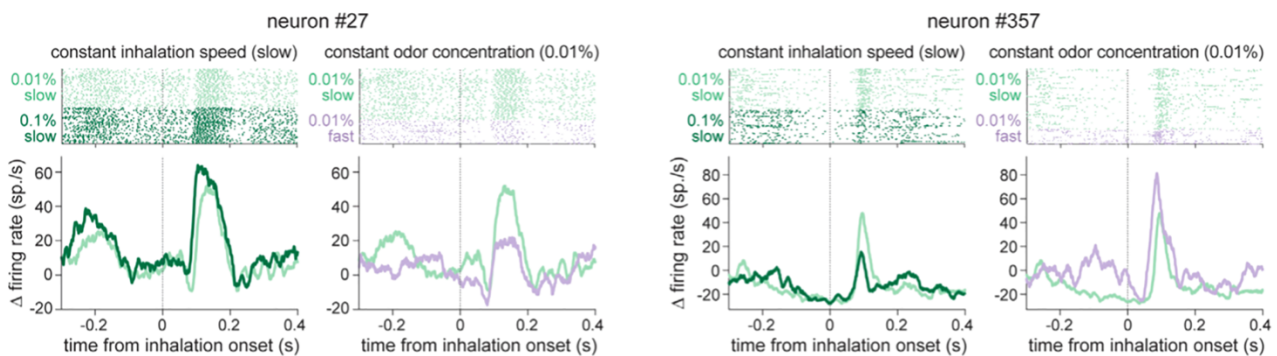 neuron #27
constant inhalation speed (slow)
constant odor concentration (0.01%)
0.01%
slow
0.1%
slow
0.01%
slow
0.01%
fast
Δ firing rate (sp./s)
60
40
20
0
-20
60
40
20
0
-20
-0.2
0
0.2
0.4
-0.2
0
0.2
0.4
time from inhalation onset (s)
time from inhalation onset (s)
neuron #357
constant inhalation speed (slow)
constant odor concentration (0.01%)
0.01%
slow
0.1%
slow
0.01%
slow
0.01%
fast
Δ firing rate (sp./s)
80
60
40
20
0
-20
80
60
40
20
0
-20
-0.2
0
0.2
0.4
-0.2
0
0.2
0.4
time from inhalation onset (s)
time from inhalation onset (s)